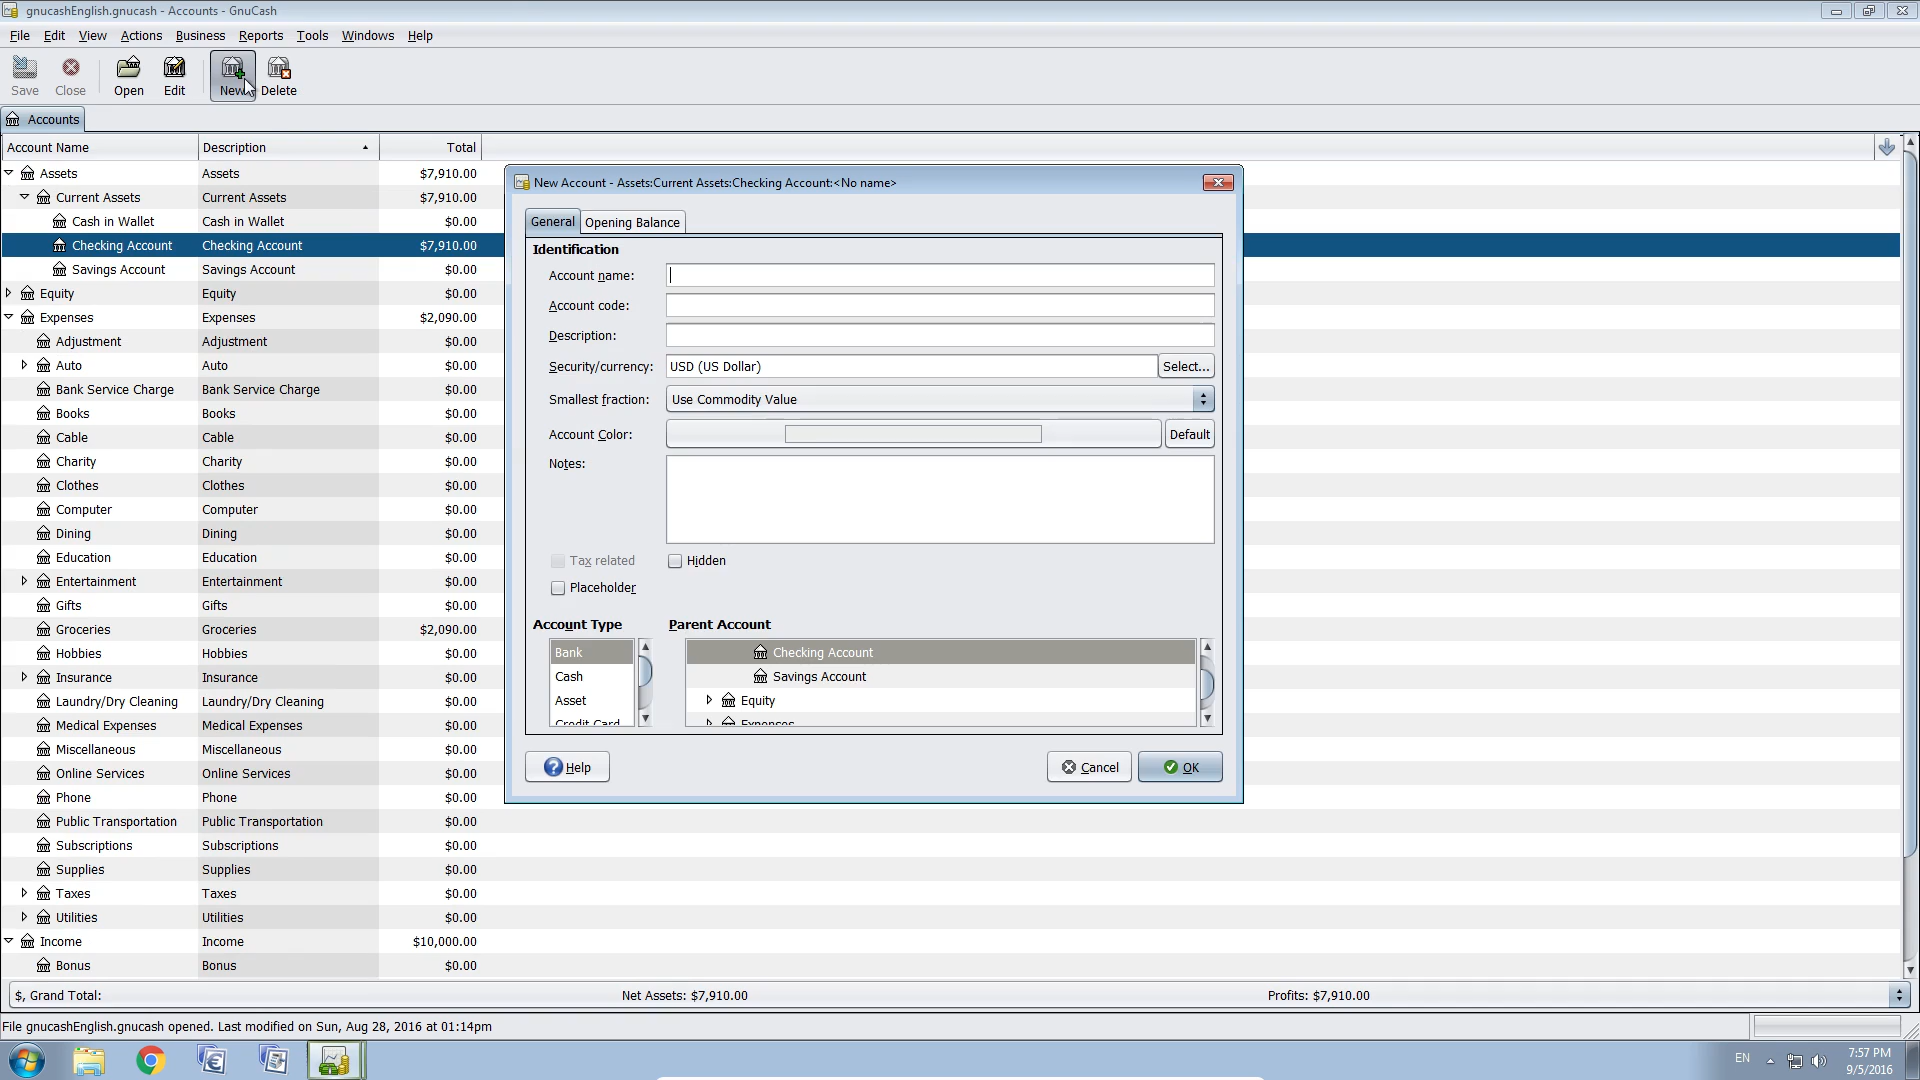 gnucashEnglish.gnucash - Accounts - GnuCash
File Edit View Actions Business Reports Tools Windows Help
Save Close Open Edit New Delete
Accounts
Account Name Description Total
Assets Assets $7,910.00
Current Assets Current Assets $7,910.00
Cash in Wallet Cash in Wallet $0.00
Checking Account Checking Account $7,910.00
Savings Account Savings Account $0.00
Equity Equity $0.00
Expenses Expenses $2,090.00
Adjustment Adjustment $0.00
Auto Auto $0.00
Bank Service Charge Bank Service Charge $0.00
Books Books $0.00
Cable Cable $0.00
Charity Charity $0.00
Clothes Clothes $0.00
Computer Computer $0.00
Dining Dining $0.00
Education Education $0.00
Entertainment Entertainment $0.00
Gifts Gifts $0.00
Groceries Groceries $2,090.00
Hobbies Hobbies $0.00
Insurance Insurance $0.00
Laundry/Dry Cleaning Laundry/Dry Cleaning $0.00
Medical Expenses Medical Expenses $0.00
Miscellaneous Miscellaneous $0.00
Online Services Online Services $0.00
Phone Phone $0.00
Public Transportation Public Transportation $0.00
Subscriptions Subscriptions $0.00
Supplies Supplies $0.00
Taxes Taxes $0.00
Utilities Utilities $0.00
Income Income $10,000.00
Bonus Bonus $0.00
New Account - Assets:Current Assets:Checking Account:<No name>
General Opening Balance
Identification
Account name:
Account code:
Description:
Security/currency: USD (US Dollar) Select...
Smallest fraction: Use Commodity Value
Account Color: Default
Notes:
Tax related Hidden
Placeholder
Account Type Parent Account
Bank Checking Account
Cash Savings Account
Asset Equity
Credit Card Expenses
Help Cancel OK
$, Grand Total: Net Assets: $7,910.00 Profits: $7,910.00
File gnucashEnglish.gnucash opened. Last modified on Sun, Aug 28, 2016 at 01:14pm
EN 7:57 PM
9/5/2016